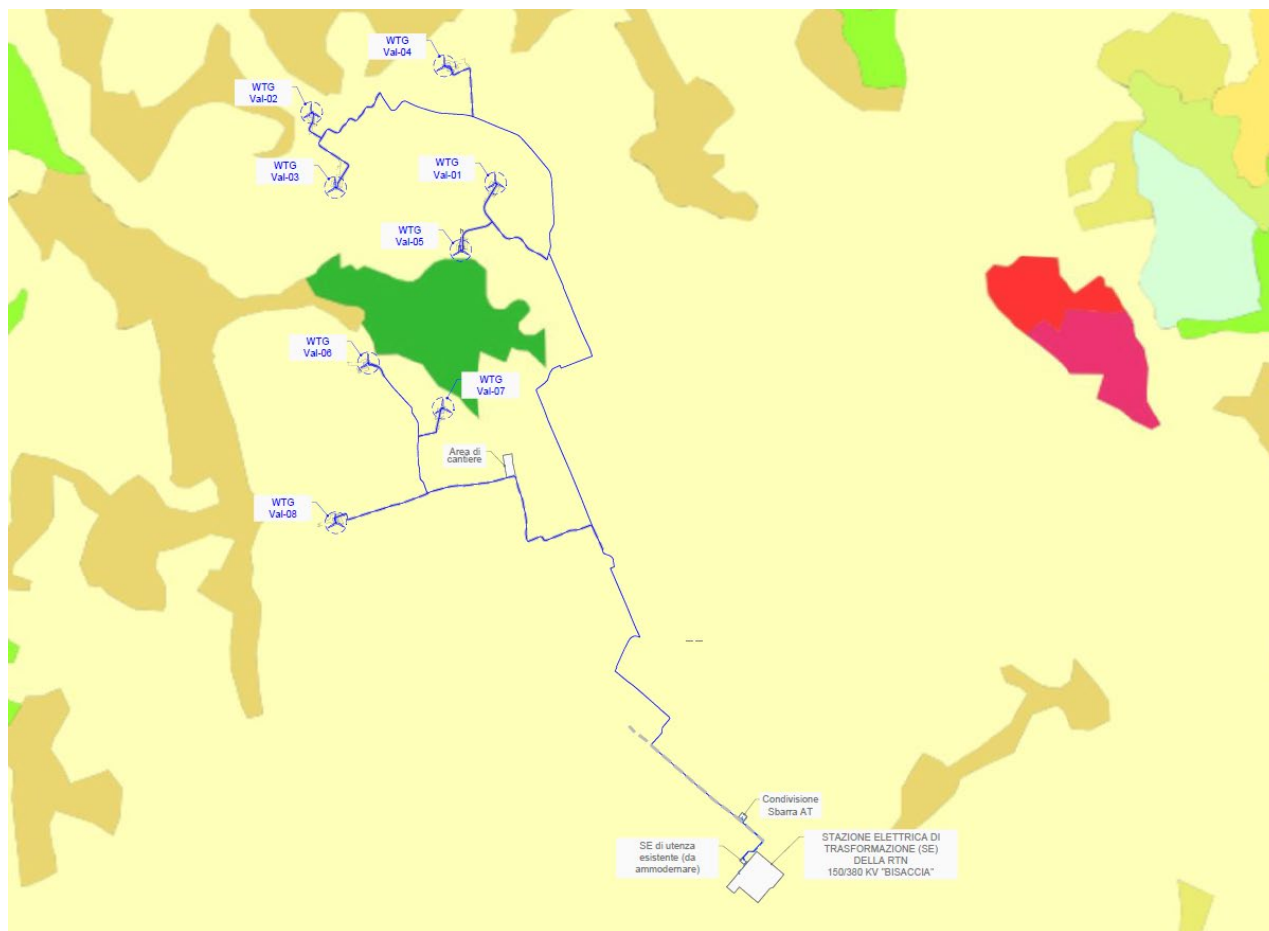 WTG
Val-04
WTG
Val-02
WTG
Val-03
WTG
Val-01
WTG
Val-05
WTG
Val-06
WTG
Val-07
Area di
cantiere
WTG
Val-08
Condivisione
Sbarra AT
SE di utenza
esistente (da
ammodernare)
STAZIONE ELETTRICA DI
TRASFORMAZIONE (SE)
DELLA RTN
150/380 KV "BISACCIA"